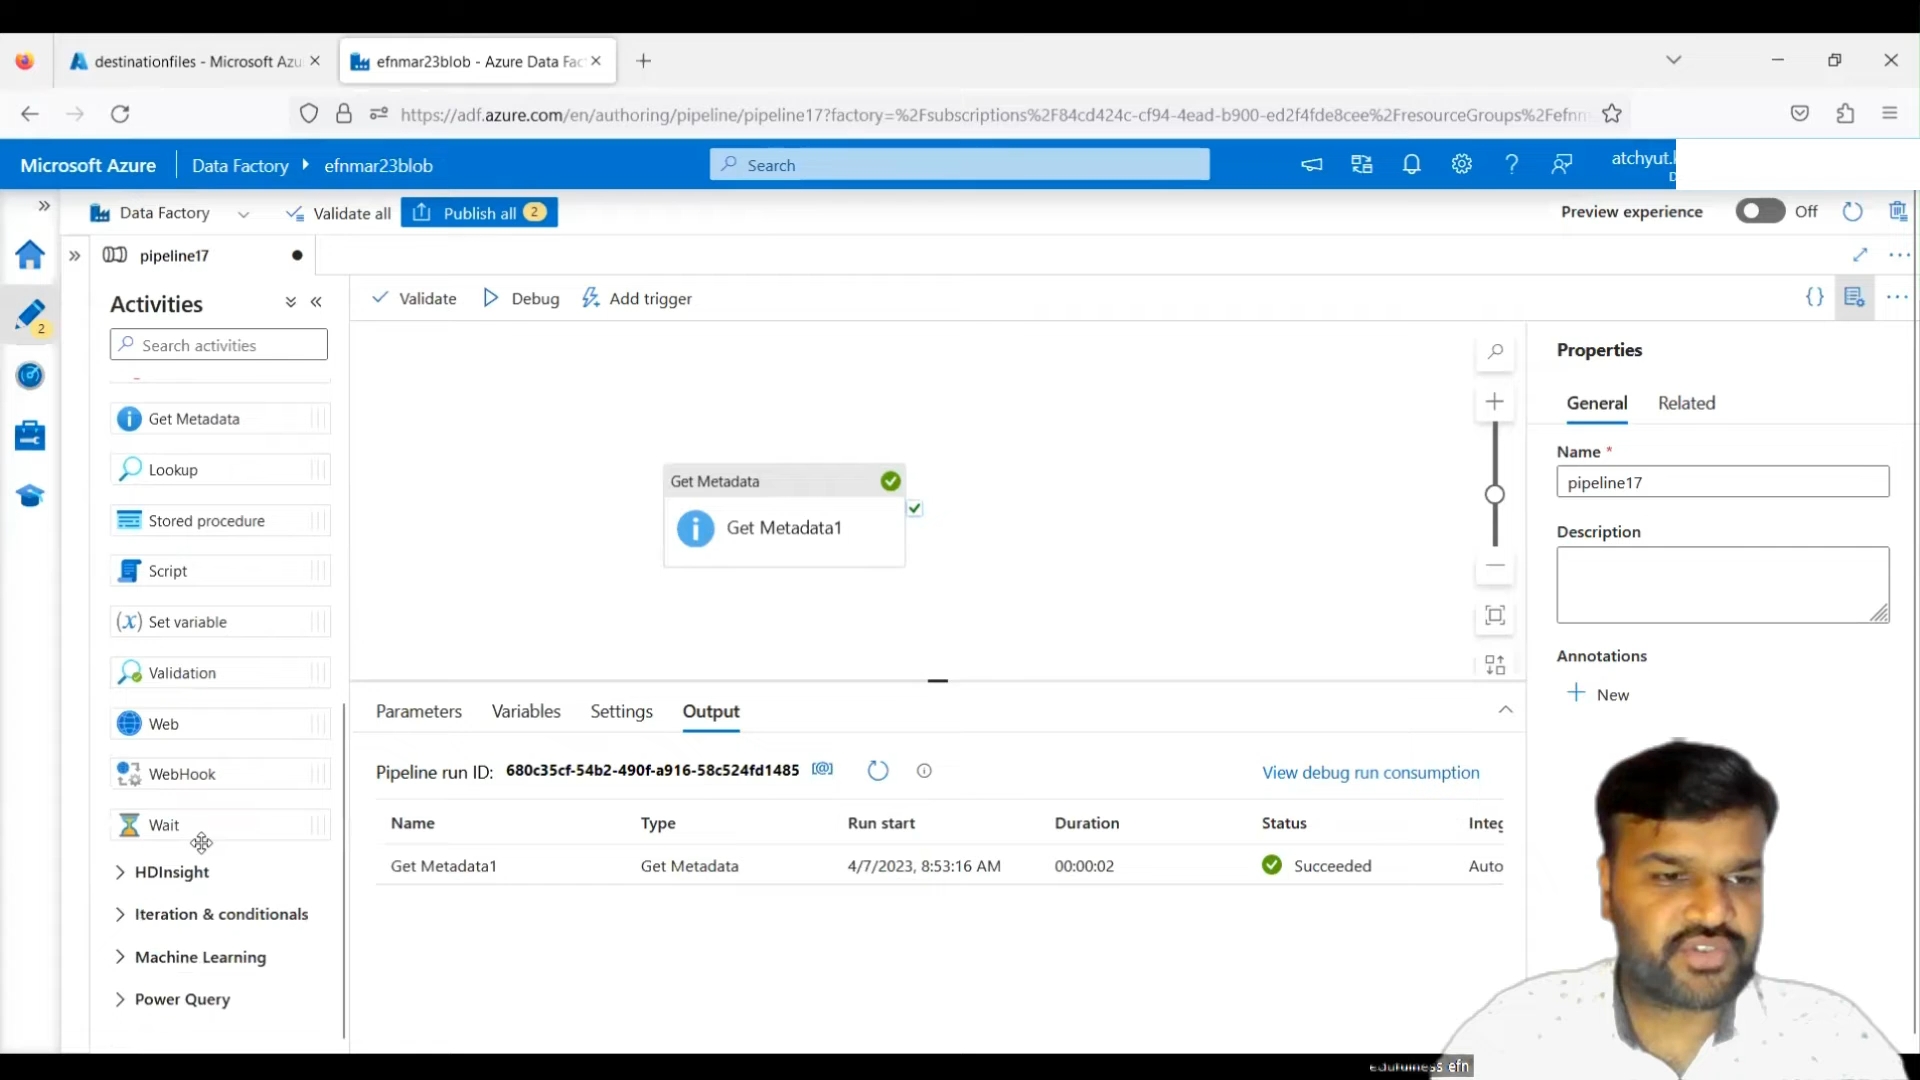 destinationfiles - Microsoft Azu
efnmar23blob - Azure Data Fac
https://adf.azure.com/en/authoring/pipeline/pipeline17?factory=%2Fsubscriptions%2F84cd424c-cf94-4ead-b900-ed2f4fde8cee%2FresourceGroups%2Fefnn
Microsoft Azure
Data Factory
efnmar23blob
Search
atchyut.k
D
Data Factory
Validate all
Publish all
2
Preview experience
Off
pipeline17
2
Activities
Search activities
Get Metadata
Lookup
Stored procedure
Script
(x) Set variable
Validation
Web
WebHook
Wait
HDInsight
Iteration & conditionals
Machine Learning
Power Query
Validate
Debug
Add trigger
{}
Get Metadata
Get Metadata1
Parameters
Variables
Settings
Output
Pipeline run ID: 680c35cf-54b2-490f-a916-58c524fd1485
View debug run consumption
Name Type Run start Duration Status Integ
Get Metadata1 Get Metadata 4/7/2023, 8:53:16 AM 00:00:02 Succeeded Auto
Properties
General
Related
Name *
pipeline17
Description
Annotations
New
efn